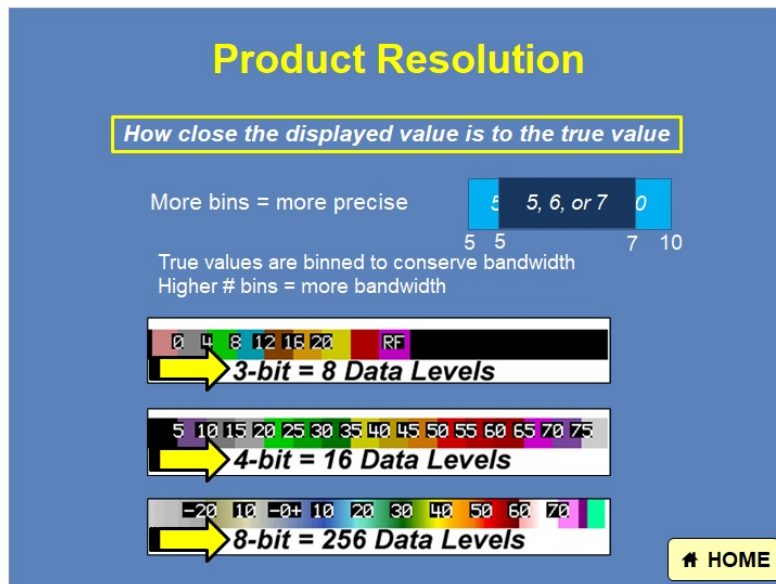 Product Resolution
How close the displayed value is to the true value
More bins = more precise
5, 6, or 7
5 5 7 10
True values are binned to conserve bandwidth
Higher # bins = more bandwidth
0 4 8 12 16 20 RF
3-bit = 8 Data Levels
5 10 15 20 25 30 35 40 45 50 55 60 65 70 75
4-bit = 16 Data Levels
-20 10 -0+ 10 20 30 40 50 60 70
8-bit = 256 Data Levels
HOME